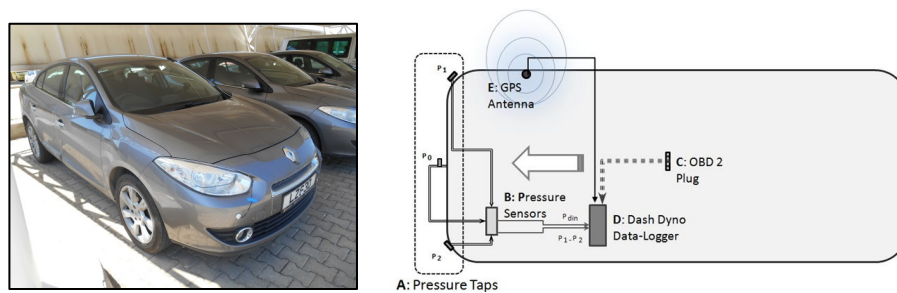 LZE30
P1
E: GPS
Antenna
P0
C: OBD 2
Plug
B: Pressure
Sensors
Pdin
D: Dash Dyno
Data-Logger
P1-P2
P2
A: Pressure Taps